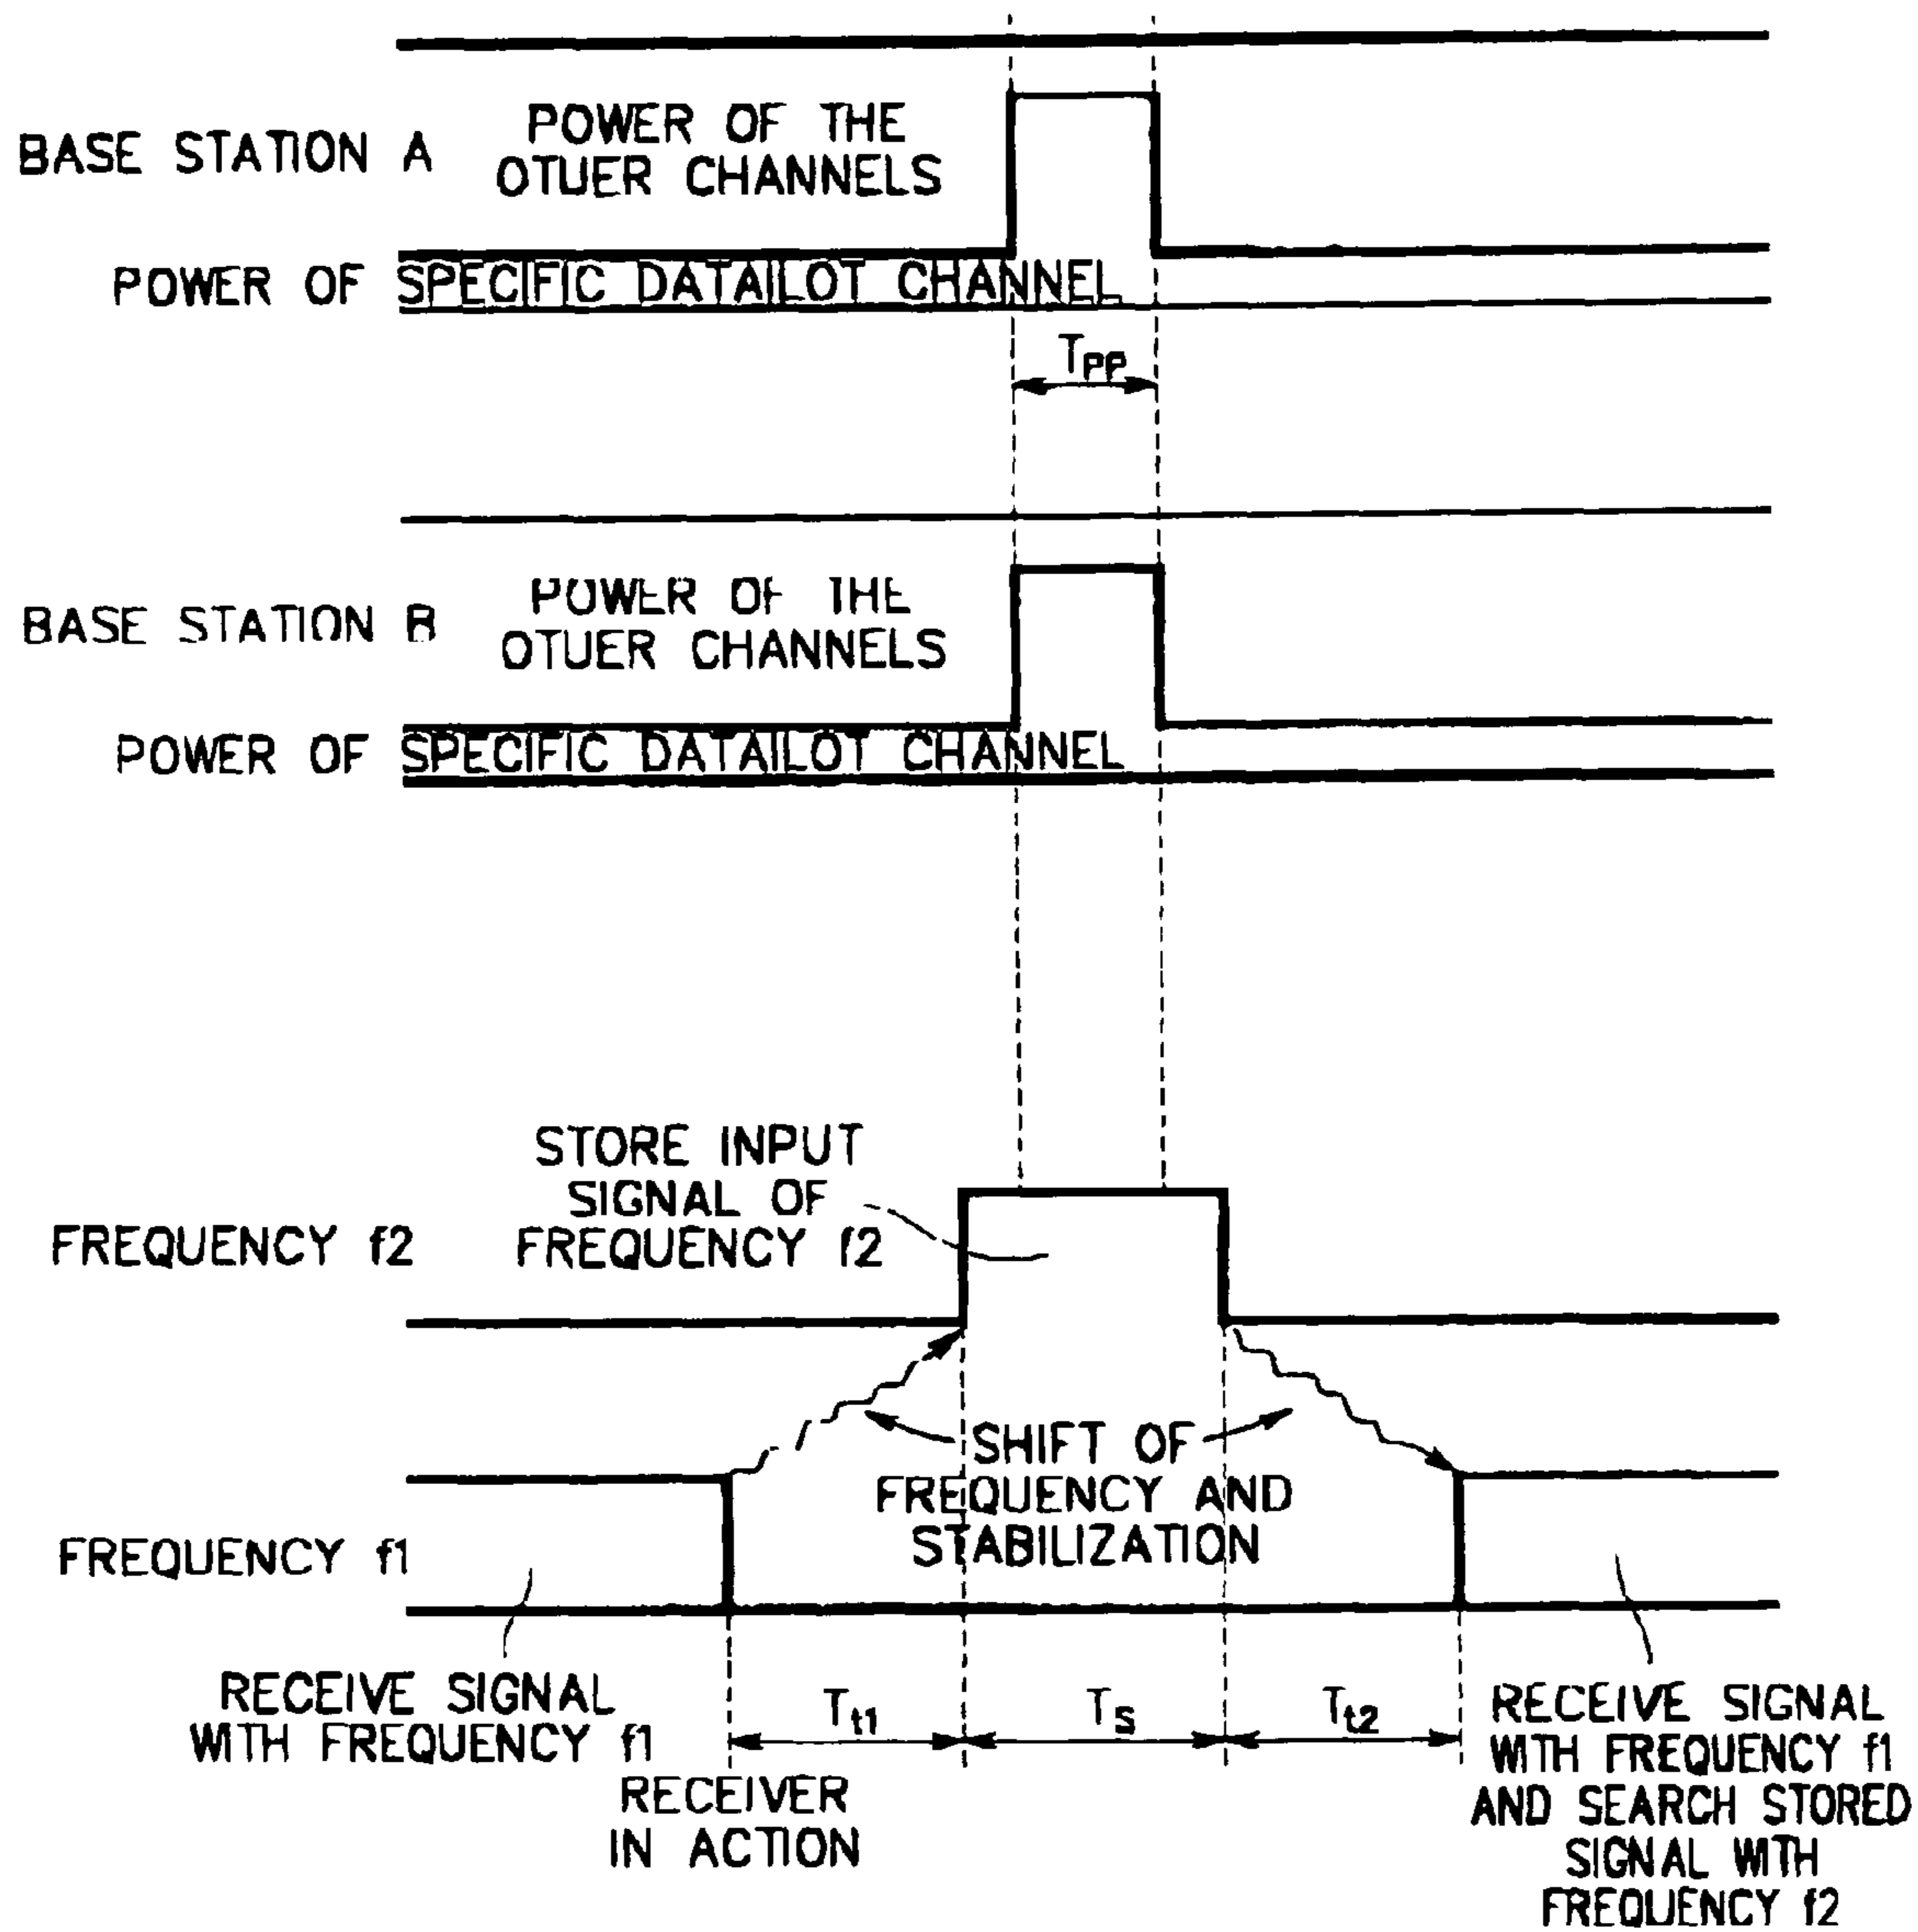 POWER OF THE
OTUER CHANNELS
BASE STATION A
POWER OF SPECIFIC DATAILOT CHANNEL
TPP
POWER OF THE
OTUER CHANNELS
BASE STATION B
POWER OF SPECIFIC DATAILOT CHANNEL
STORE INPUT
SIGNAL OF
FREQUENCY f2
FREQUENCY f2
SHIFT OF
FREQUENCY AND
STABILIZATION
FREQUENCY f1
RECEIVE SIGNAL
WITH FREQUENCY f1
Tt1
TS
Tt2
RECEIVER
IN ACTION
RECEIVE SIGNAL
WITH FREQUENCY f1
AND SEARCH STORED
SIGNAL WITH
FREQUENCY f2